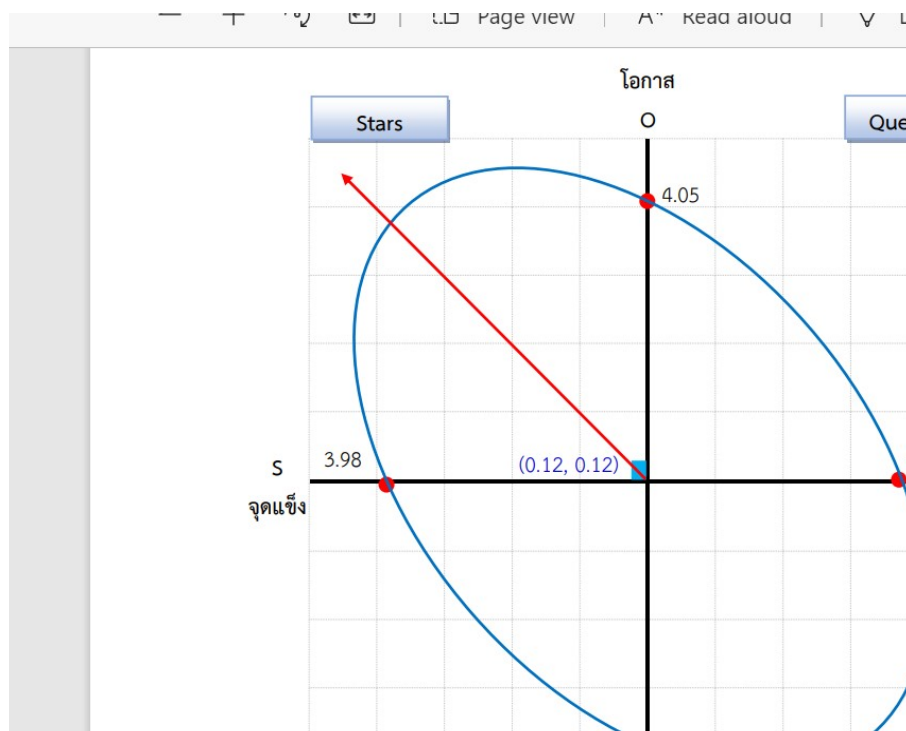 Page view
Read aloud
โอกาส
Stars
O
4.05
S
3.98
(0.12, 0.12)
จุดแข็ง